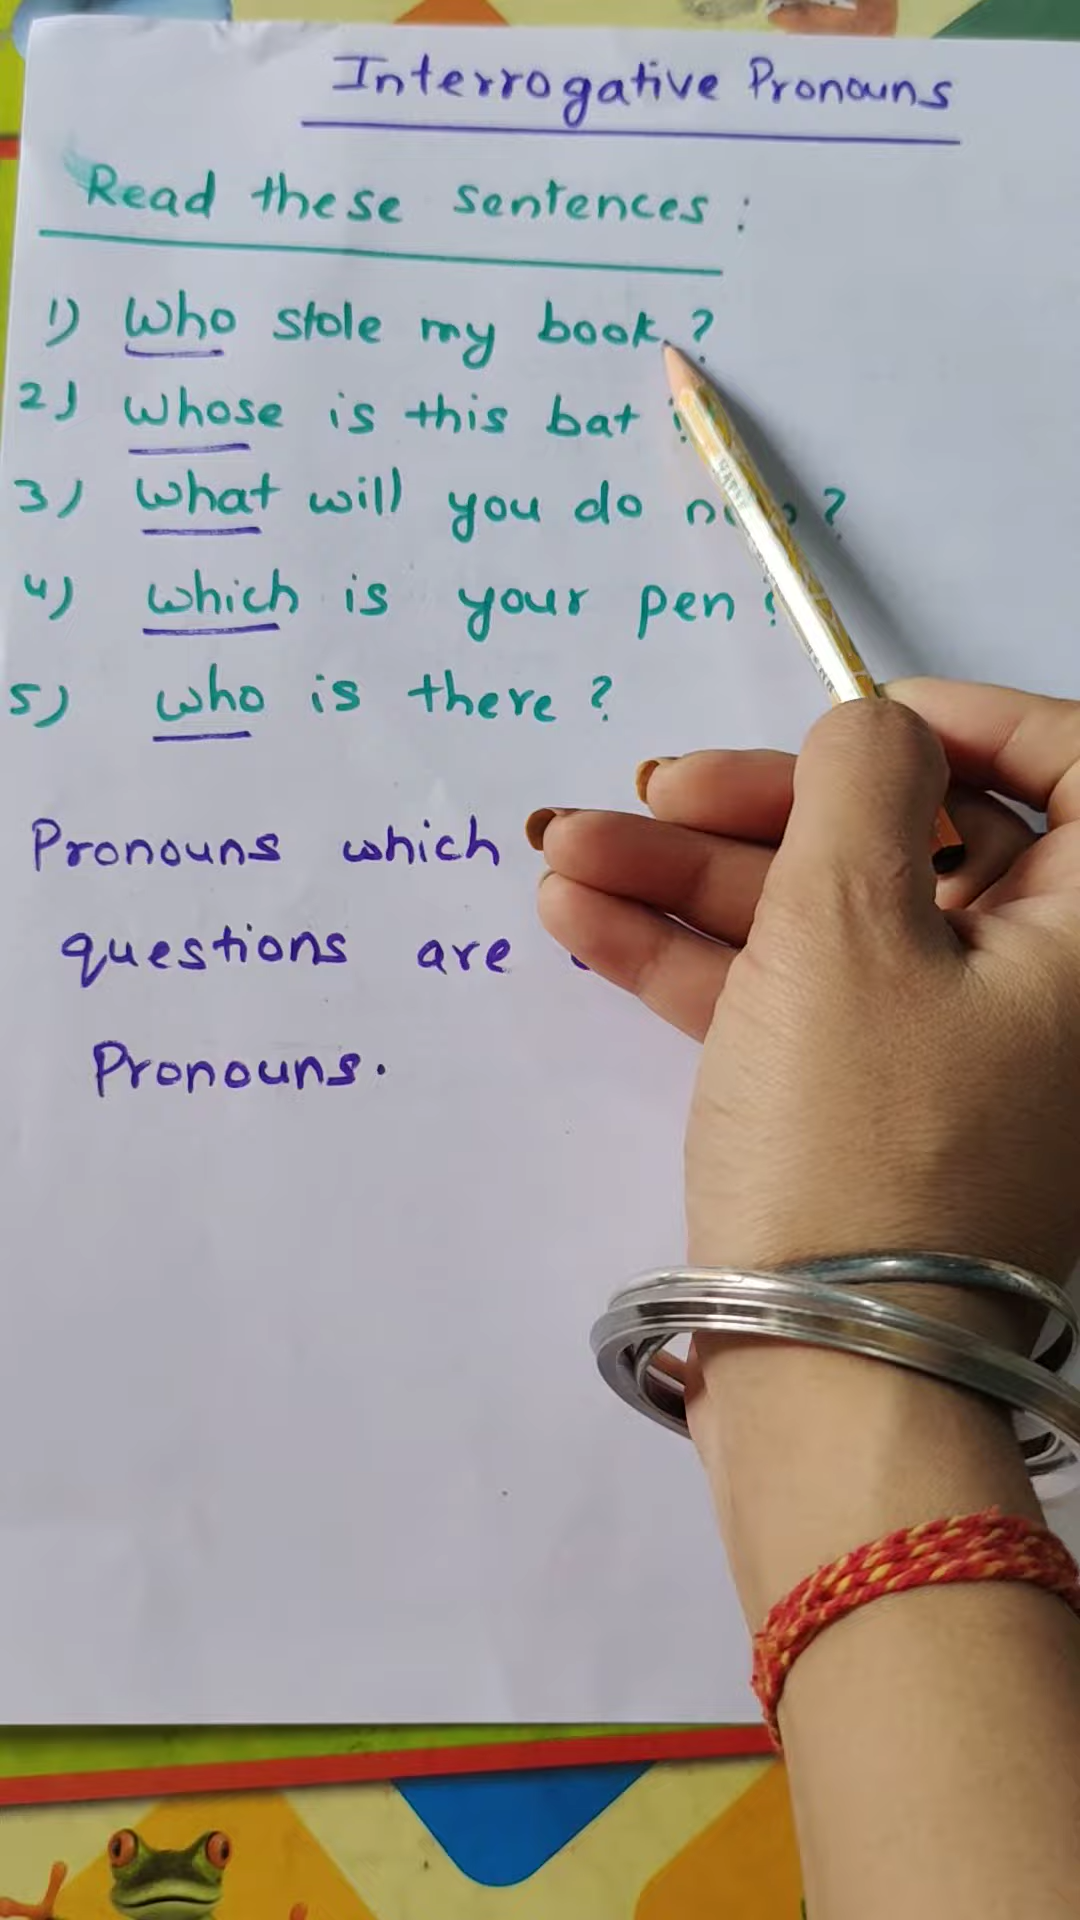 Interrogative Pronouns
Read these sentences :
1) Who stole my book ?
2) whose is this bat
3) what will you do ?
4) which is your pen ?
5) who is there ?
Pronouns which
questions are
Pronouns.